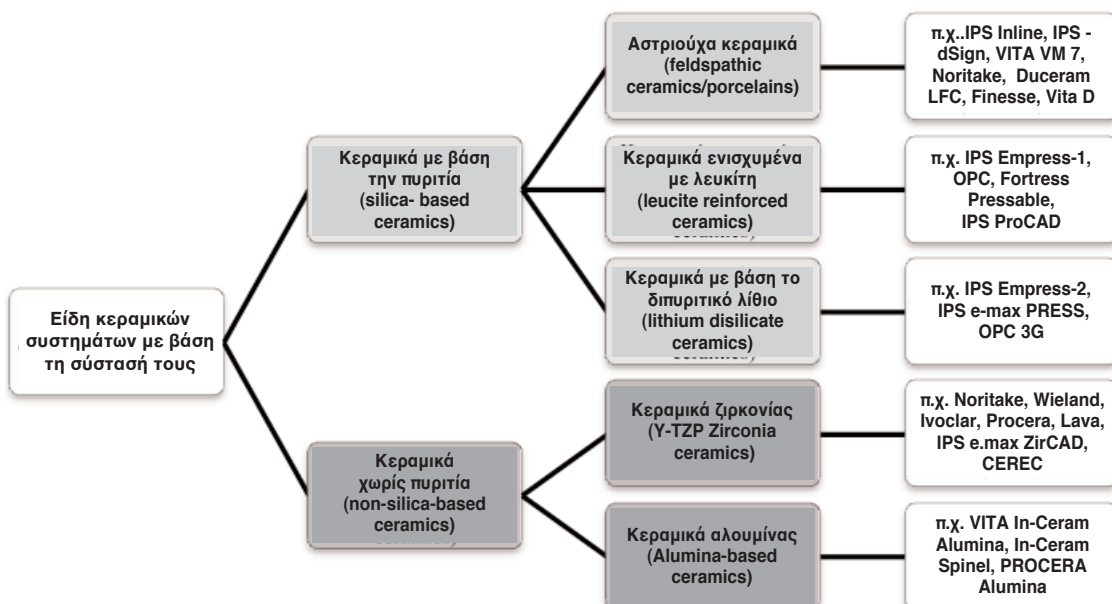 Είδη κεραμικών
συστημάτων με βάση
τη σύστασή τους
Κεραμικά με βάση
την πυριτία
(silica- based
ceramics)
Αστριούχα κεραμικά
(feldspathic
ceramics/porcelains)
π.χ..IPS Inline, IPS -
dSign, VITA VM 7,
Noritake, Duceram
LFC, Finesse, Vita D
Κεραμικά ενισχυμένα
με λευκίτη
(leucite reinforced
ceramics)
π.χ. IPS Empress-1,
OPC, Fortress
Pressable,
IPS ProCAD
Κεραμικά με βάση το
διπυριτικό λίθιο
(lithium disilicate
ceramics)
π.χ. IPS Empress-2,
IPS e-max PRESS,
OPC 3G
Κεραμικά
χωρίς πυριτία
(non-silica-based
ceramics)
Κεραμικά ζιρκονίας
(Y-TZP Zirconia
ceramics)
π.χ. Noritake, Wieland,
Ivoclar, Procera, Lava,
IPS e.max ZirCAD,
CEREC
Κεραμικά αλουμίνας
(Alumina-based
ceramics)
π.χ. VITA In-Ceram
Alumina, In-Ceram
Spinel, PROCERA
Alumina